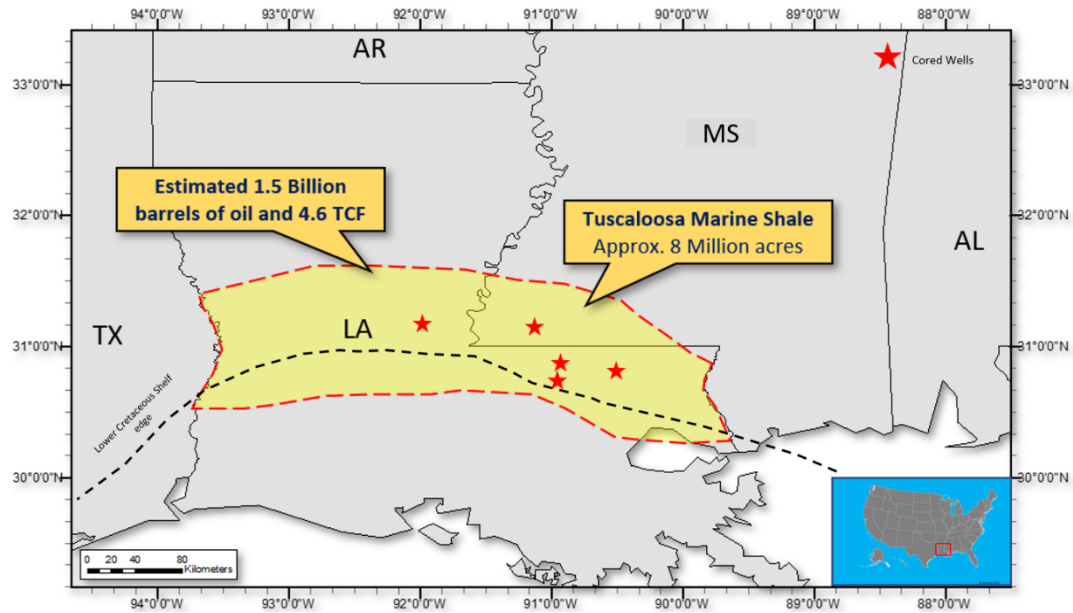 94°0'0"W 93°0'0"W 92°0'0"W 91°0'0"W 90°0'0"W 89°0'0"W 88°0'0"W
AR
Cored Wells
33°0'0"N 33°0'0"N
MS
Estimated 1.5 Billion
barrels of oil and 4.6 TCF
32°0'0"N 32°0'0"N
Tuscaloosa Marine Shale
Approx. 8 Million acres
AL
TX
LA
31°0'0"N 31°0'0"N
Lower Cretaceous Shelf
edge
30°0'0"N 30°0'0"N
0 20 40 80
Kilometers
94°0'0"W 93°0'0"W 92°0'0"W 91°0'0"W 90°0'0"W 89°0'0"W 88°0'0"W